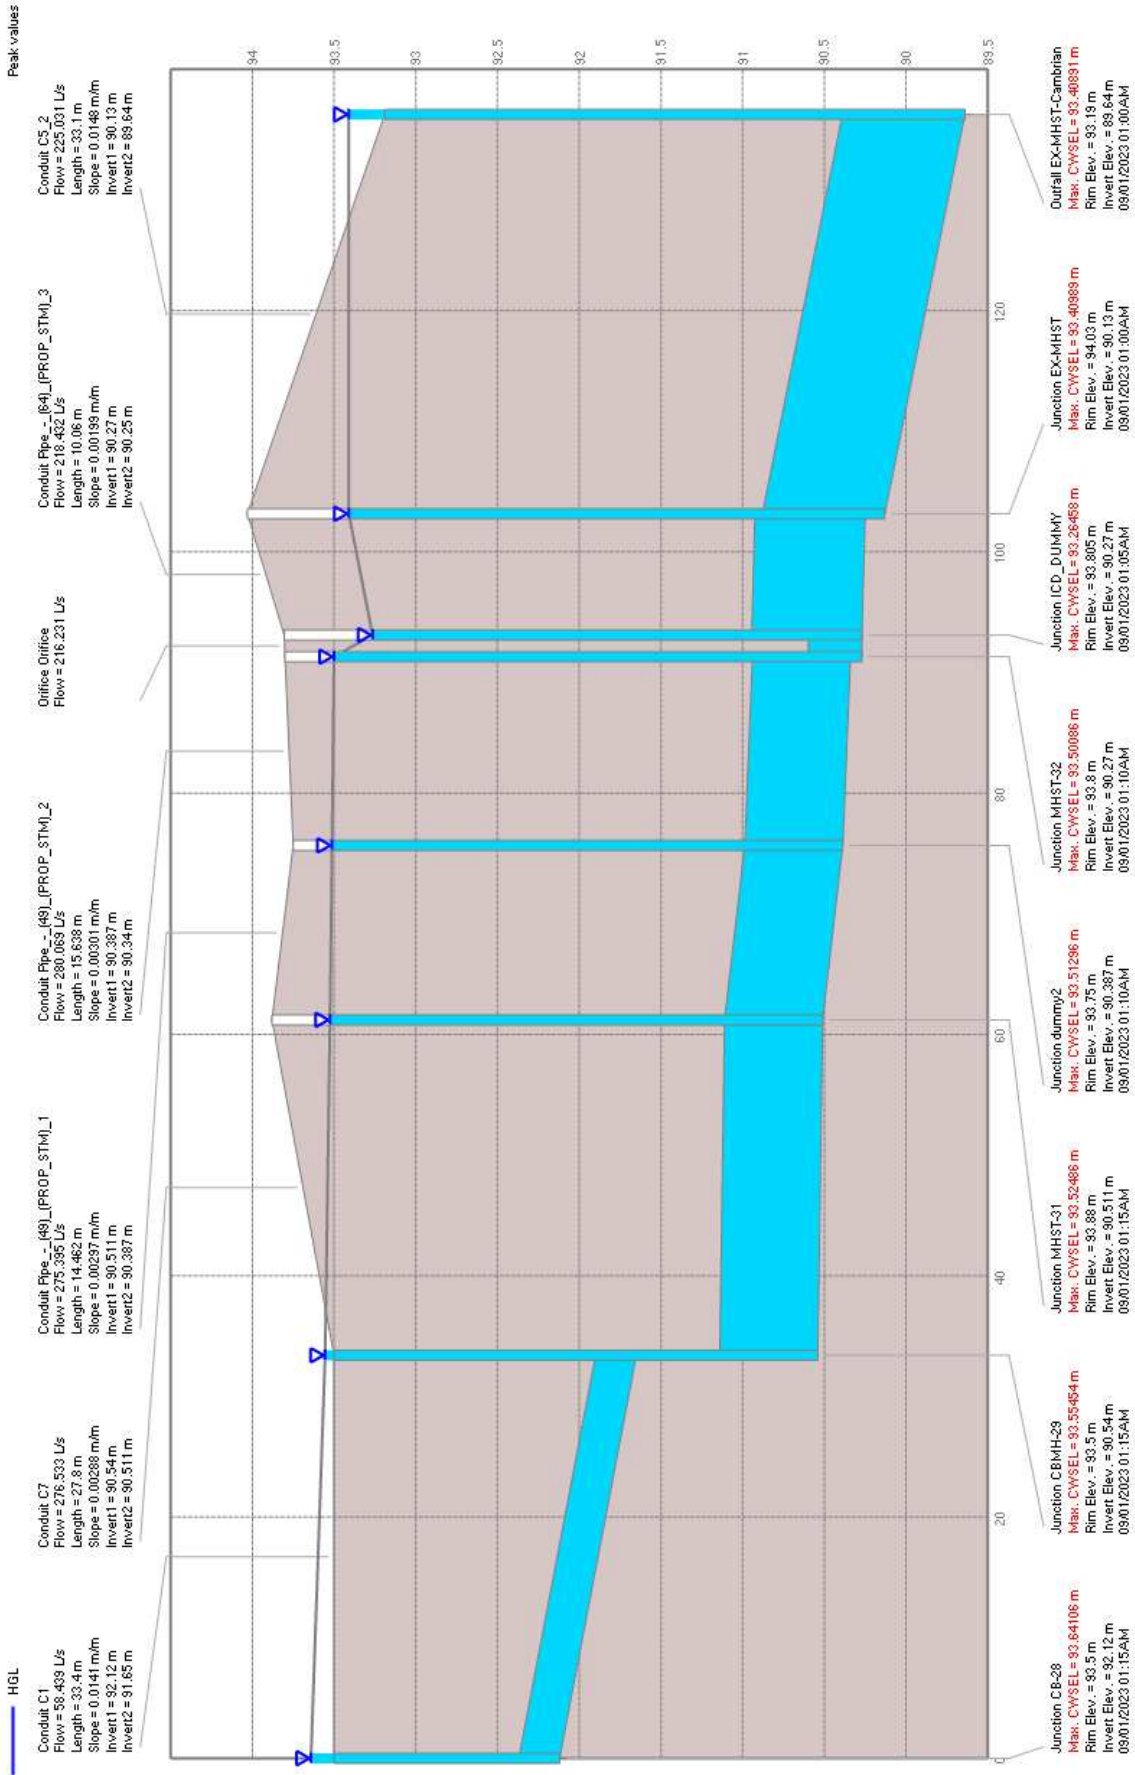 HGL
Peak values
Conduit C1
Flow = 58.439 L/s
Length = 33.4 m
Slope = 0.0141 m/m
Invert1 = 92.12 m
Invert2 = 91.65 m
Conduit C7
Flow = 276.533 L/s
Length = 27.8 m
Slope = 0.00288 m/m
Invert1 = 90.54 m
Invert2 = 90.511 m
Conduit Pipe_-_(49)_(PROP_STM)_1
Flow = 275.395 L/s
Length = 14.462 m
Slope = 0.00297 m/m
Invert1 = 90.511 m
Invert2 = 90.387 m
Conduit Pipe_-_(49)_(PROP_STM)_2
Flow = 280.069 L/s
Length = 15.638 m
Slope = 0.00301 m/m
Invert1 = 90.387 m
Invert2 = 90.34 m
Orifice Orifice
Flow = 216.231 L/s
Conduit Pipe_-_(64)_(PROP_STM)_3
Flow = 218.432 L/s
Length = 10.06 m
Slope = 0.00199 m/m
Invert1 = 90.27 m
Invert2 = 90.25 m
Conduit C5_2
Flow = 225.031 L/s
Length = 33.1 m
Slope = 0.0148 m/m
Invert1 = 90.13 m
Invert2 = 89.64 m
94
93.5
93
92.5
92
91.5
91
90.5
90
89.5
0
20
40
60
80
100
120
Junction CB-28
Max. CWSEL = 93.64106 m
Rim Elev. = 93.5 m
Invert Elev. = 92.12 m
09/01/2023 01:15AM
Junction CBMH-29
Max. CWSEL = 93.55454 m
Rim Elev. = 93.5 m
Invert Elev. = 90.54 m
09/01/2023 01:15AM
Junction MHST-31
Max. CWSEL = 93.52486 m
Rim Elev. = 93.88 m
Invert Elev. = 90.511 m
09/01/2023 01:15AM
Junction dummy2
Max. CWSEL = 93.51296 m
Rim Elev. = 93.75 m
Invert Elev. = 90.387 m
09/01/2023 01:10AM
Junction MHST-32
Max. CWSEL = 93.50086 m
Rim Elev. = 93.8 m
Invert Elev. = 90.27 m
09/01/2023 01:10AM
Junction ICD_DUMMY
Max. CWSEL = 93.26458 m
Rim Elev. = 93.805 m
Invert Elev. = 90.27 m
09/01/2023 01:05AM
Junction EX-MHST
Max. CWSEL = 93.40989 m
Rim Elev. = 94.03 m
Invert Elev. = 90.13 m
09/01/2023 01:00AM
Outfall EX-MHST-Cambrian
Max. CWSEL = 93.40891 m
Rim Elev. = 93.19 m
Invert Elev. = 89.64 m
09/01/2023 01:00AM